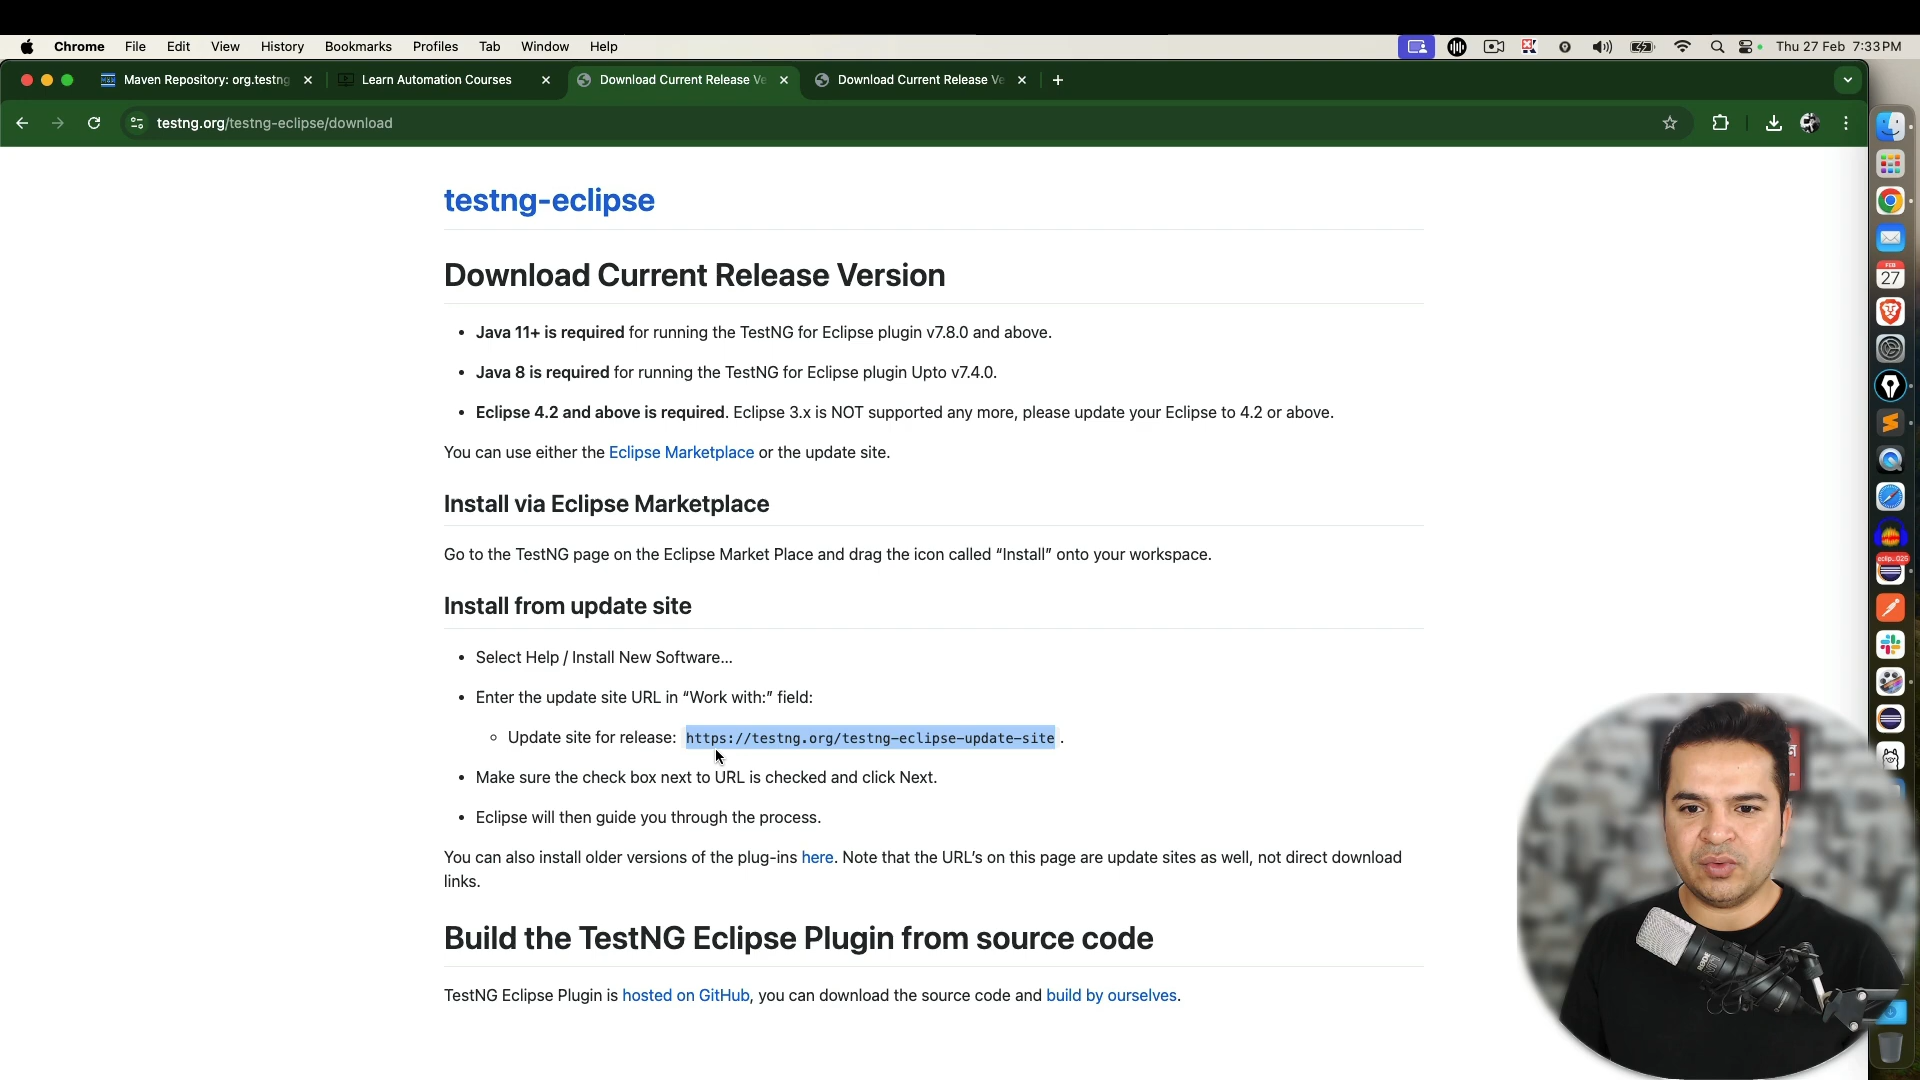 Chrome File Edit View History Bookmarks Profiles Tab Window Help Thu 27 Feb 7:33 PM
Maven Repository: org.testng Learn Automation Courses Download Current Release Ve Download Current Release Ve
testng.org/testng-eclipse/download
testng-eclipse
Download Current Release Version
• Java 11+ is required for running the TestNG for Eclipse plugin v7.8.0 and above.
• Java 8 is required for running the TestNG for Eclipse plugin Upto v7.4.0.
• Eclipse 4.2 and above is required. Eclipse 3.x is NOT supported any more, please update your Eclipse to 4.2 or above.
You can use either the Eclipse Marketplace or the update site.
Install via Eclipse Marketplace
Go to the TestNG page on the Eclipse Market Place and drag the icon called “Install” onto your workspace.
Install from update site
• Select Help / Install New Software…
• Enter the update site URL in “Work with:” field:
◦ Update site for release: https://testng.org/testng-eclipse-update-site .
• Make sure the check box next to URL is checked and click Next.
• Eclipse will then guide you through the process.
You can also install older versions of the plug-ins here. Note that the URL’s on this page are update sites as well, not direct download
links.
Build the TestNG Eclipse Plugin from source code
TestNG Eclipse Plugin is hosted on GitHub, you can download the source code and build by ourselves.
FEB
27